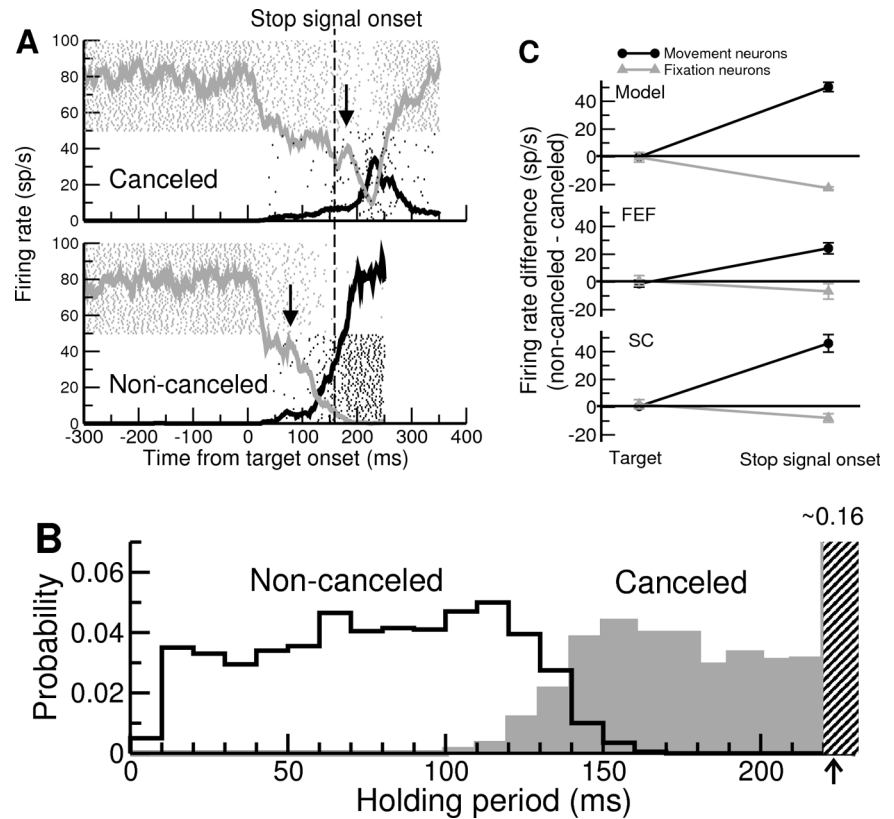 A
Stop signal onset
100
80
60
40
20
0
Canceled
Firing rate (sp/s)
100
80
60
40
20
0
Non-canceled
-300 -200 -100 0 100 200 300 400
Time from target onset (ms)
C
Movement neurons
Fixation neurons
Model
40
20
0
-20
FEF
40
20
0
-20
SC
40
20
0
-20
Firing rate difference (sp/s)
(non-canceled - canceled)
Target Stop signal onset
B
~0.16
Non-canceled Canceled
Probability
0.06
0.04
0.02
0
0 50 100 150 200
Holding period (ms)